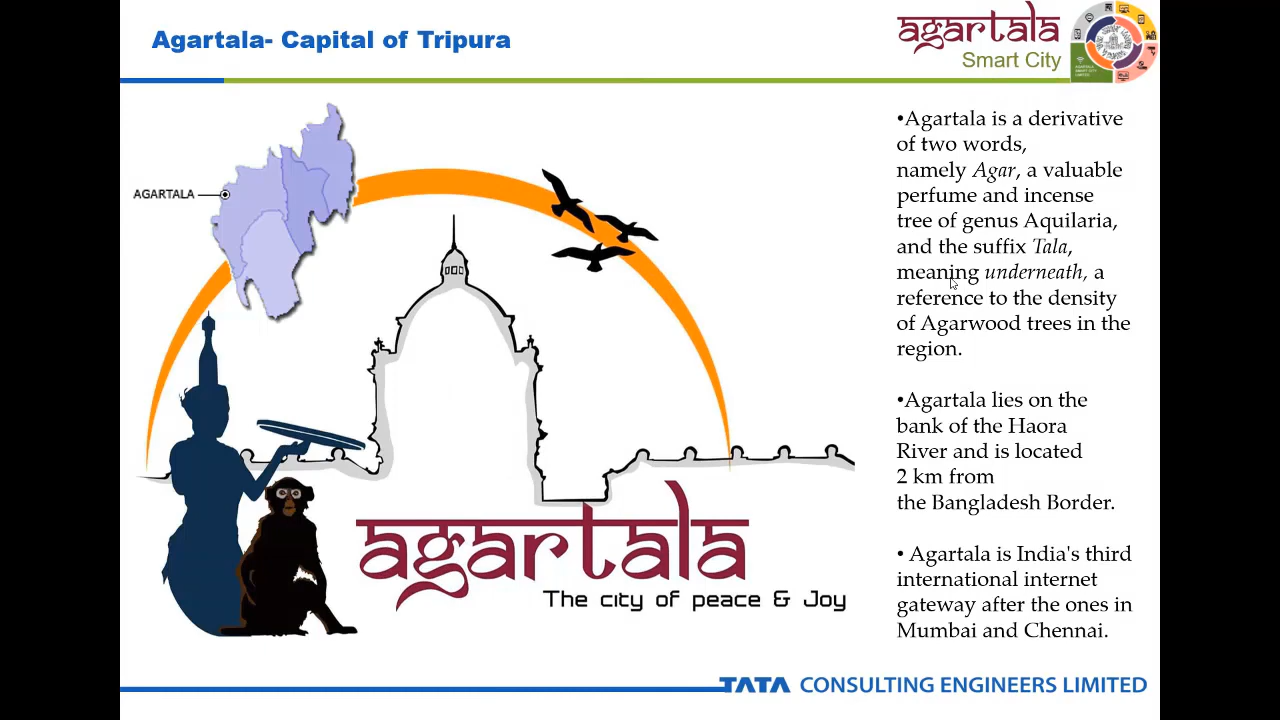 Agartala- Capital of Tripura
agartala
Smart City
AGARTALA
•Agartala is a derivative
of two words,
namely Agar, a valuable
perfume and incense
tree of genus Aquilaria,
and the suffix Tala,
meaning underneath, a
reference to the density
of Agarwood trees in the
region.
•Agartala lies on the
bank of the Haora
River and is located
2 km from
the Bangladesh Border.
• Agartala is India's third
international internet
gateway after the ones in
Mumbai and Chennai.
agartala
The city of peace & Joy
TATA CONSULTING ENGINEERS LIMITED